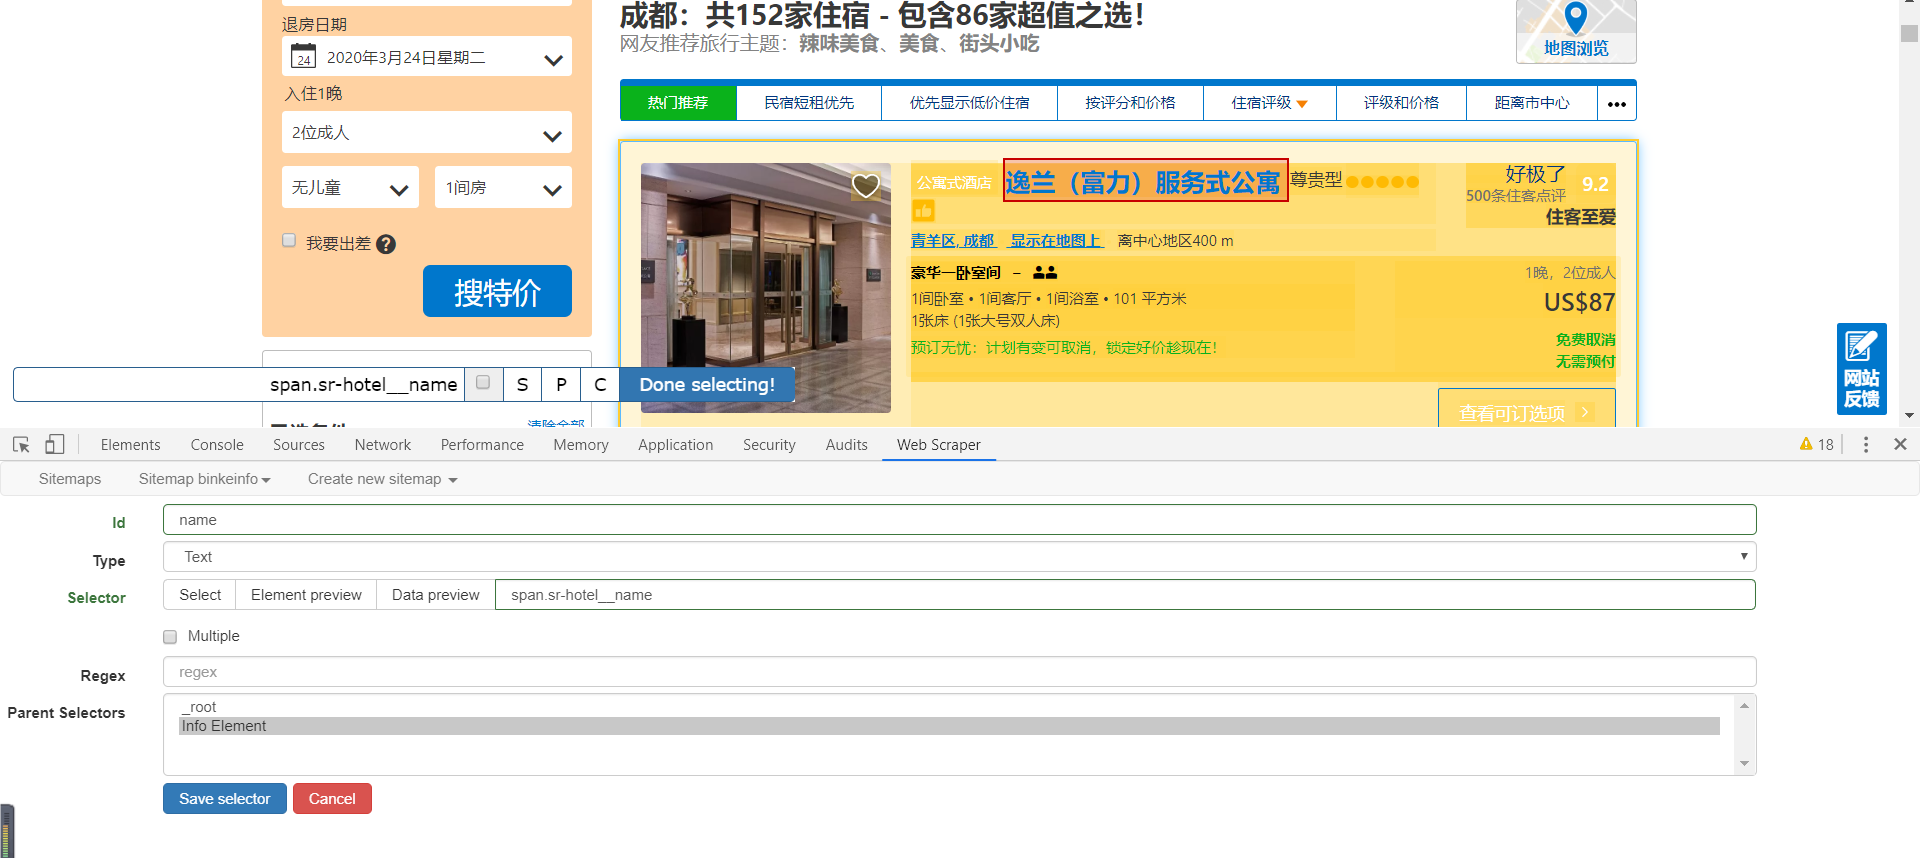 退房日期
24
2020年3月24日星期二
入住1晚
2位成人
无儿童
1间房
我要出差
?
搜特价
清除全部
成都：共152家住宿 - 包含86家超值之选！
网友推荐旅行主题：辣味美食、美食、街头小吃
地图浏览
热门推荐
民宿短租优先
优先显示低价住宿
按评分和价格
住宿评级
评级和价格
距离市中心
•••
公寓式酒店
逸兰（富力）服务式公寓
尊贵型
好极了
9.2
500条住客点评
住客至爱
青羊区, 成都
显示在地图上
离中心地区400 m
豪华一卧室间 –
1晚，2位成人
1间卧室 • 1间客厅 • 1间浴室 • 101 平方米
US$87
1张床 (1张大号双人床)
免费取消
预订无忧：计划有变可取消，锁定好价趁现在！
无需预付
查看可订选项
网站
反馈
span.sr-hotel__name
S
P
C
Done selecting!
Elements
Console
Sources
Network
Performance
Memory
Application
Security
Audits
Web Scraper
18
Sitemaps
Sitemap binkeinfo
Create new sitemap
Id
name
Type
Text
Selector
Select
Element preview
Data preview
span.sr-hotel__name
Multiple
Regex
regex
Parent Selectors
_root
Info Element
Save selector
Cancel